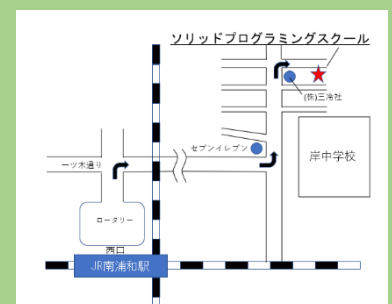 ソリッドプログラミングスクール
(株)三冷社
セブンイレブン
岸中学校
一ツ木通り
ロータリー
西口
JR南浦和駅